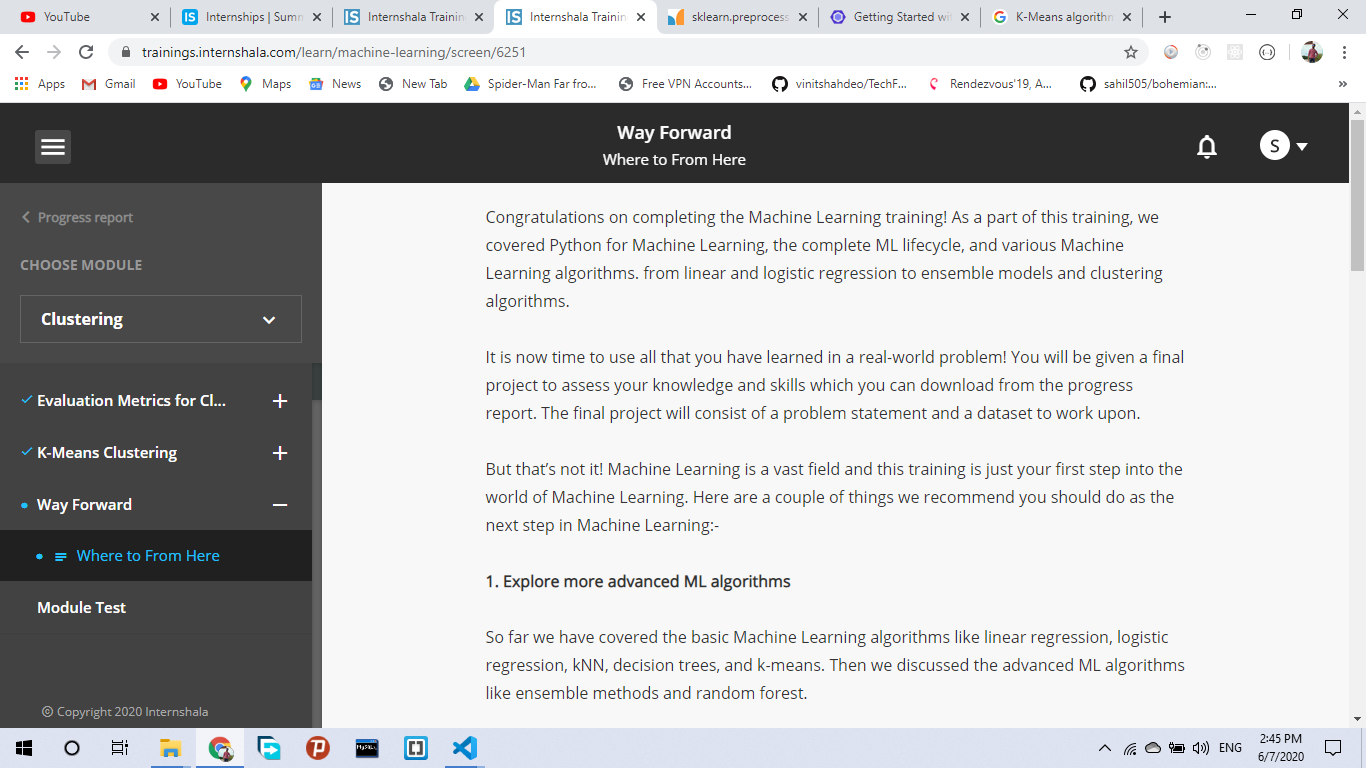 YouTube
Internships | Summ
Internshala Trainin
Internshala Trainin
sklearn.preprocess
Getting Started wi
K-Means algorithm
trainings.internshala.com/learn/machine-learning/screen/6251
Apps
Gmail
YouTube
Maps
News
New Tab
Spider-Man Far fro...
Free VPN Accounts...
vinitshahdeo/TechF...
Rendezvous'19, A...
sahil505/bohemian:...
Way Forward
Where to From Here
S
Progress report
CHOOSE MODULE
Clustering
Evaluation Metrics for Cl...
K-Means Clustering
Way Forward
Where to From Here
Module Test
© Copyright 2020 Internshala
Congratulations on completing the Machine Learning training! As a part of this training, we
covered Python for Machine Learning, the complete ML lifecycle, and various Machine
Learning algorithms. from linear and logistic regression to ensemble models and clustering
algorithms.
It is now time to use all that you have learned in a real-world problem! You will be given a final
project to assess your knowledge and skills which you can download from the progress
report. The final project will consist of a problem statement and a dataset to work upon.
But that’s not it! Machine Learning is a vast field and this training is just your first step into the
world of Machine Learning. Here are a couple of things we recommend you should do as the
next step in Machine Learning:-
1. Explore more advanced ML algorithms
So far we have covered the basic Machine Learning algorithms like linear regression, logistic
regression, kNN, decision trees, and k-means. Then we discussed the advanced ML algorithms
like ensemble methods and random forest.
ENG
2:45 PM
6/7/2020